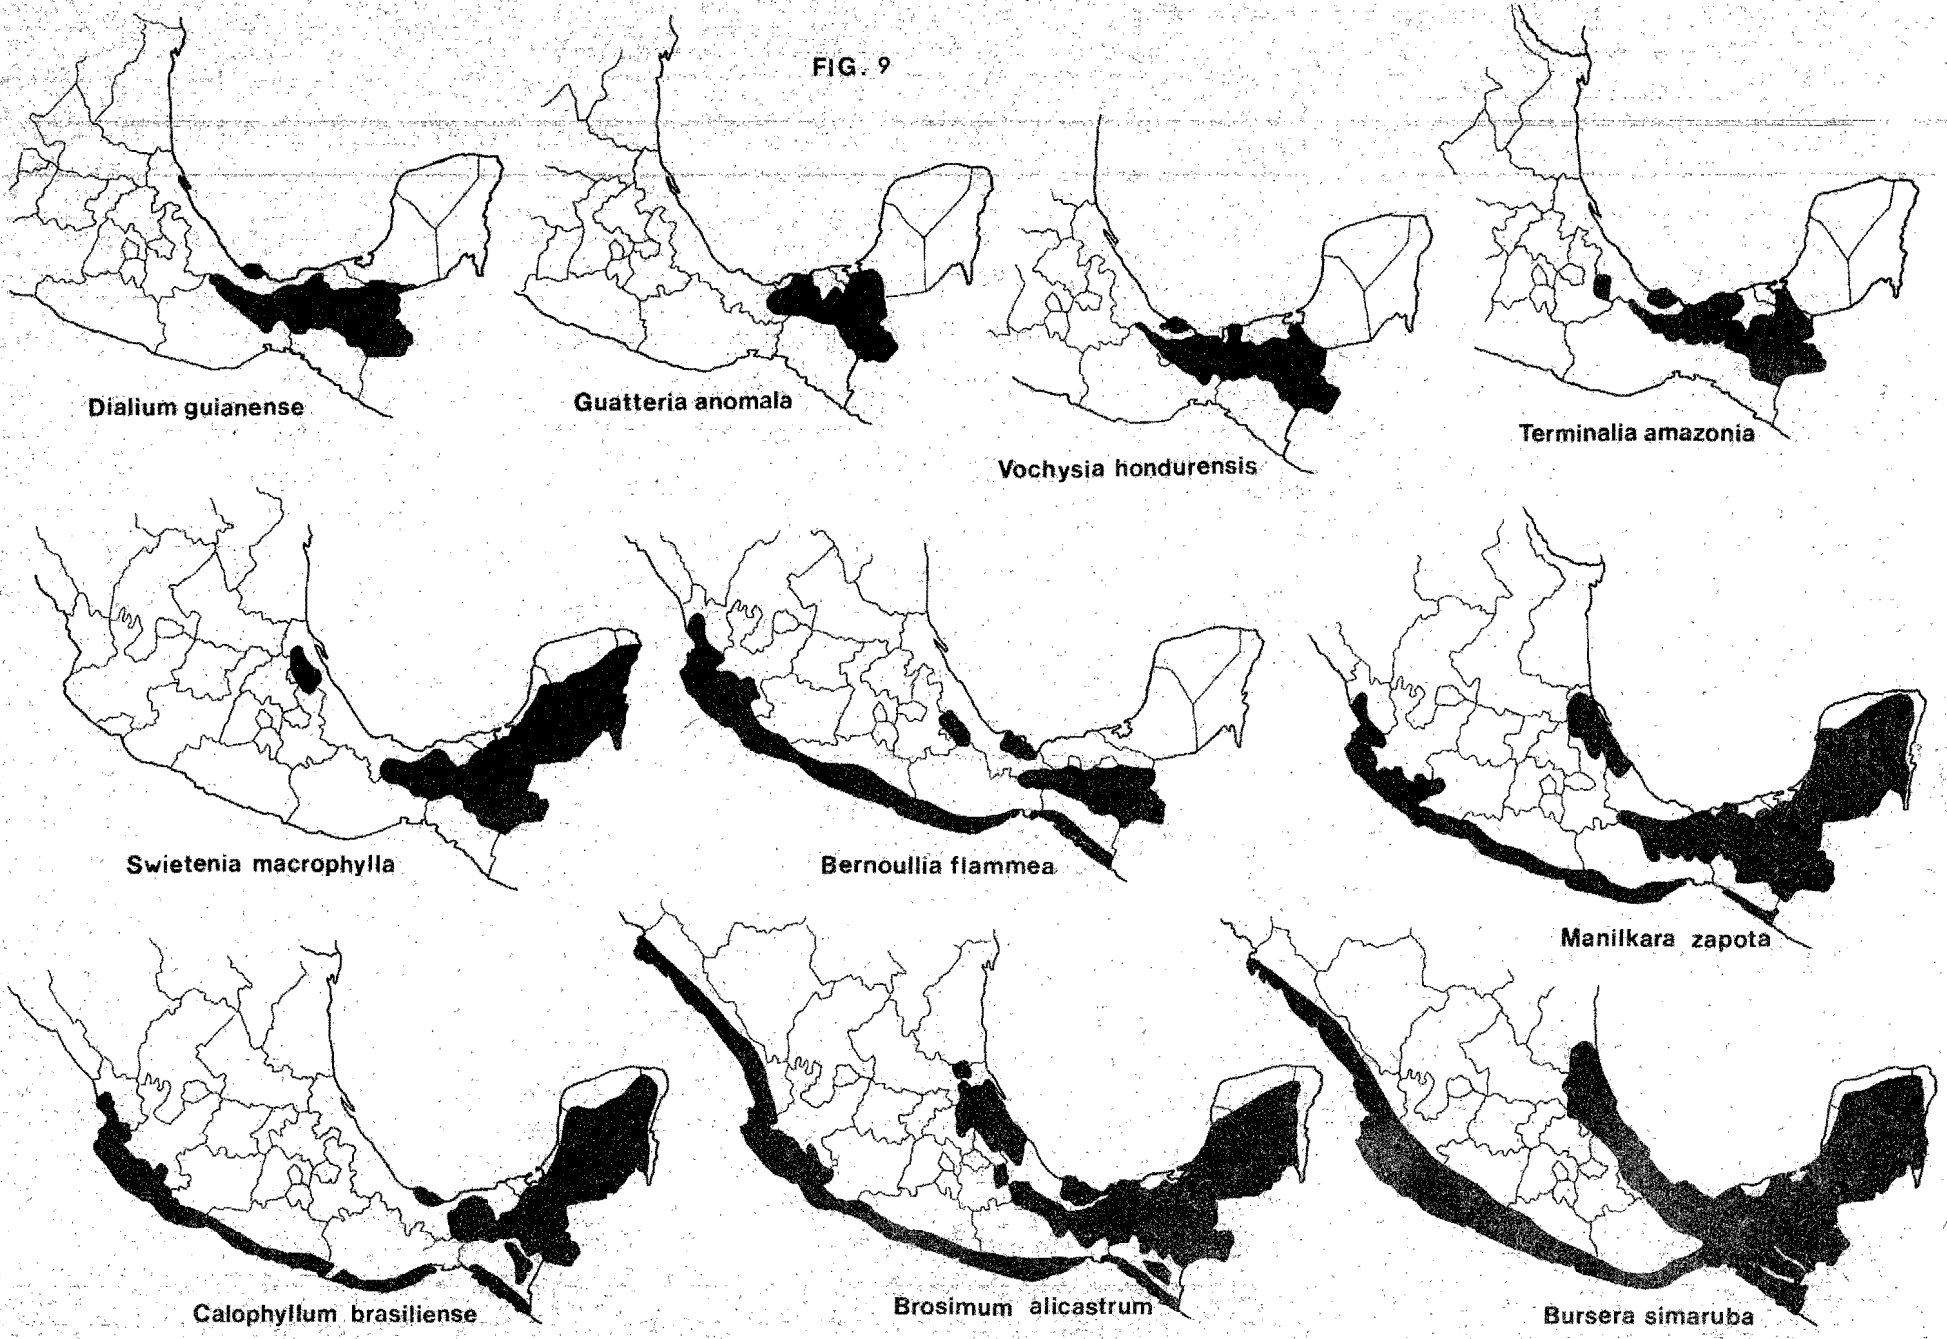 FIG. 9
Dialium guianense
Guatteria anomala
Vochysia hondurensis
Terminalia amazonia
Swietenia macrophylla
Bernoullia flammea
Manilkara zapota
Calophyllum brasiliense
Brosimum alicastrum
Bursera simaruba